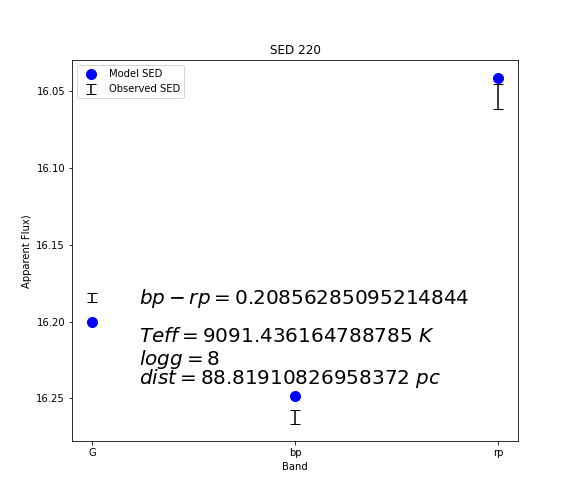 SED 220
Model SED
Observed SED
16.05
16.10
16.15
16.20
16.25
Apparent Flux)
bp − rp = 0.20856285095214844
Teff = 9091.436164788785 K
logg = 8
dist = 88.81910826958372 pc
G
bp
rp
Band